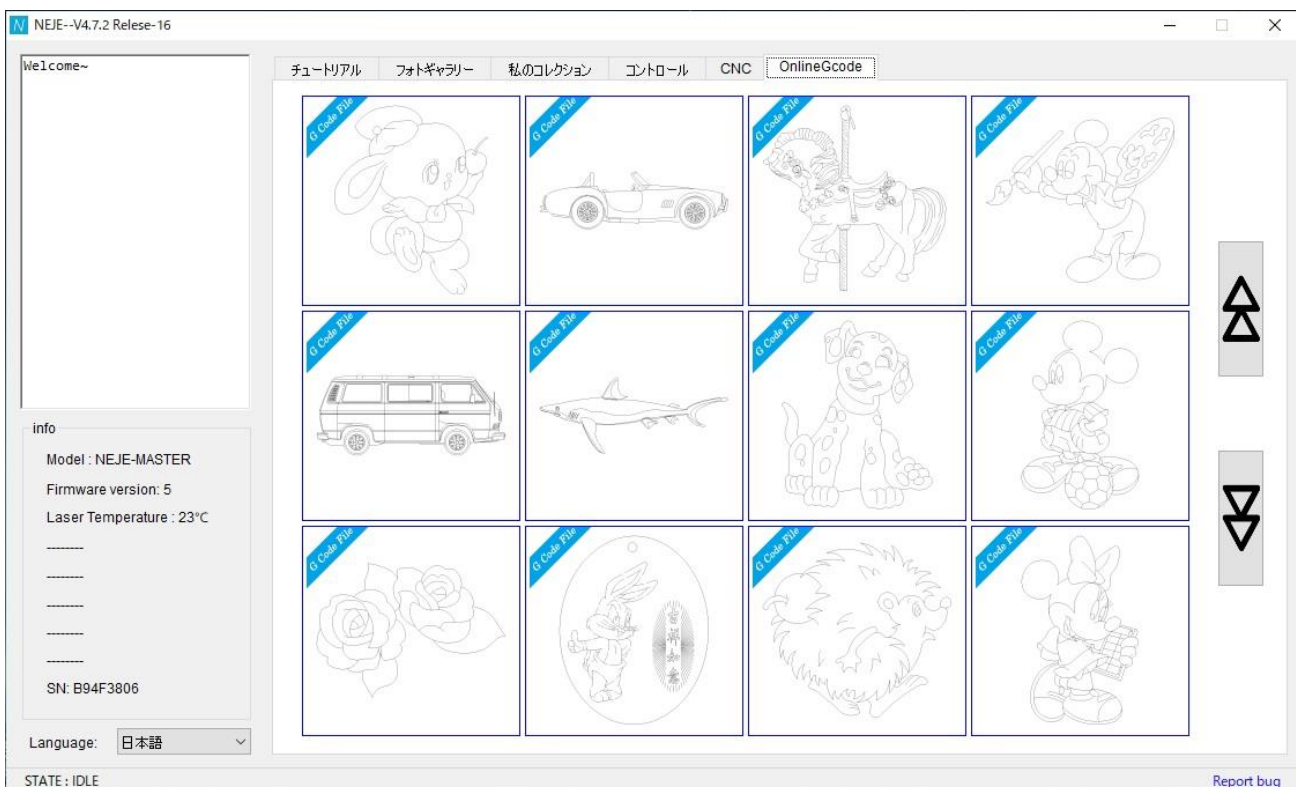 NEJE--V4.7.2 Relese-16
Welcome~
チュートリアル
フォトギャラリー
私のコレクション
コントロール
CNC
OnlineGcode
G Code File
G Code File
G Code File
G Code File
G Code File
G Code File
G Code File
G Code File
G Code File
G Code File
吉祥如意
G Code File
G Code File
info
Model : NEJE-MASTER
Firmware version: 5
Laser Temperature : 23℃
--------
--------
--------
--------
--------
SN: B94F3806
Language: 日本語
STATE : IDLE
Report bug